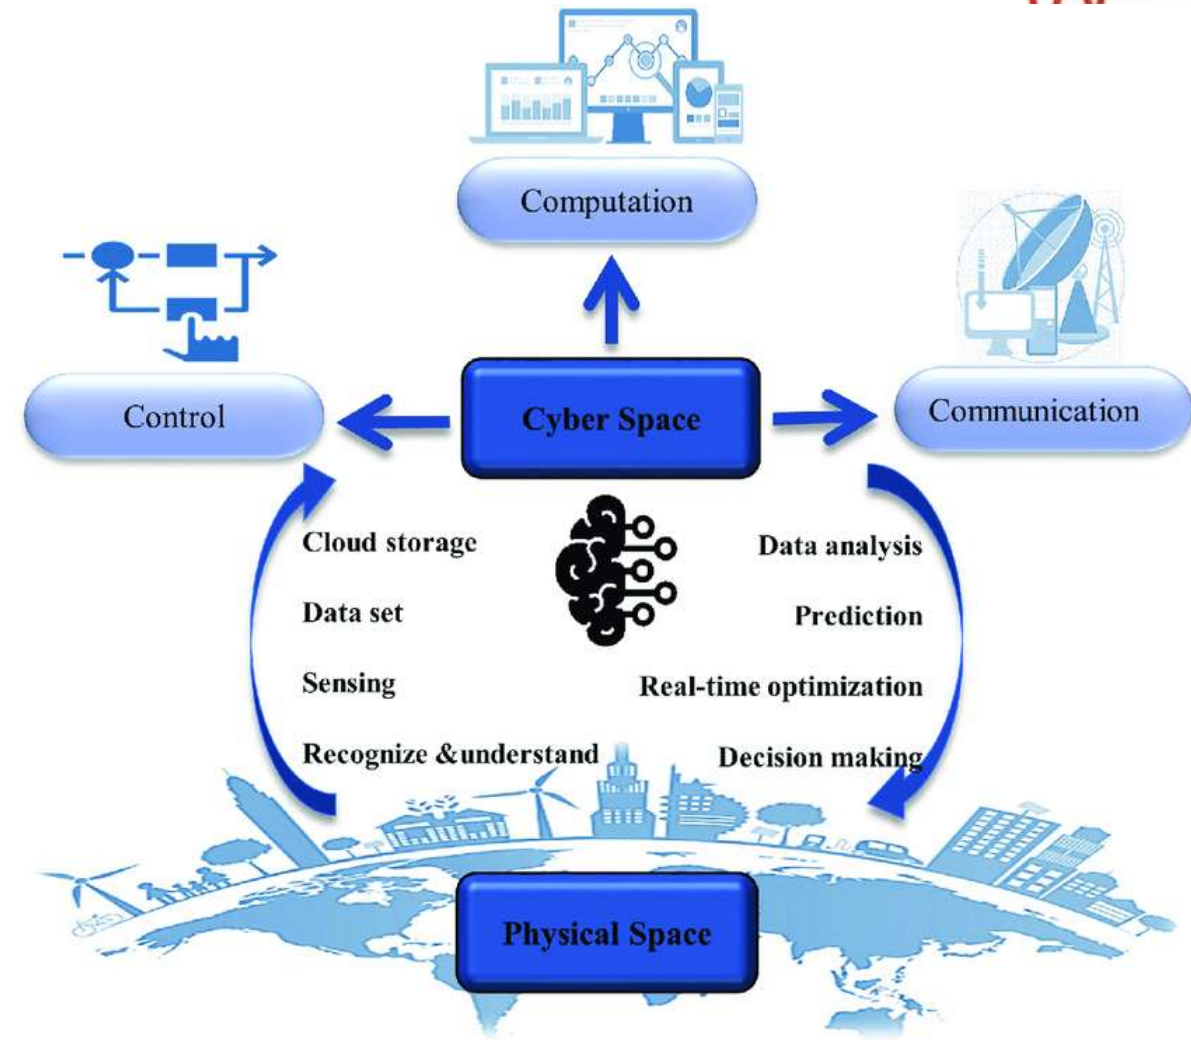 Computation
Control
Cyber Space
Communication
Cloud storage
Data analysis
Data set
Prediction
Sensing
Real-time optimization
Recognize &understand
Decision making
Physical Space